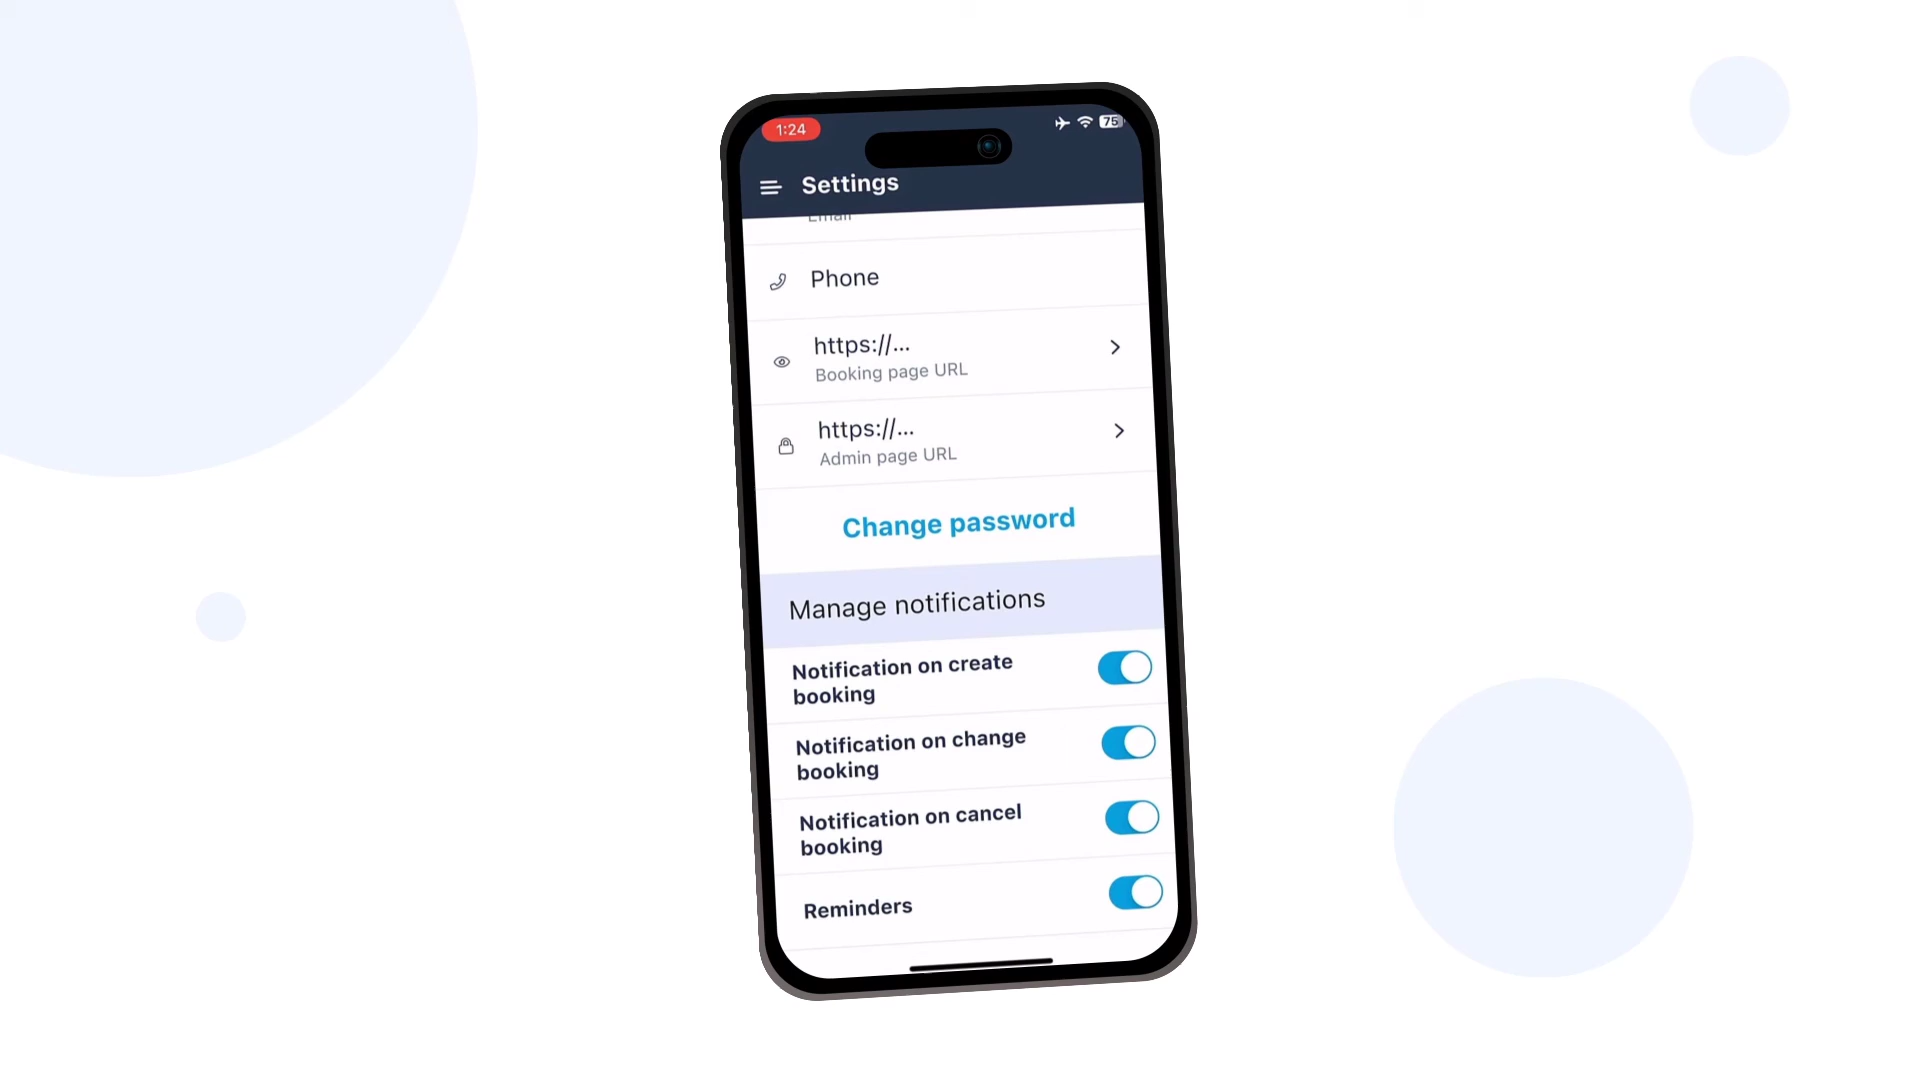 1:24
75
Settings
Email
Phone
https://...
Booking page URL
https://...
Admin page URL
Change password
Manage notifications
Notification on create
booking
Notification on change
booking
Notification on cancel
booking
Reminders